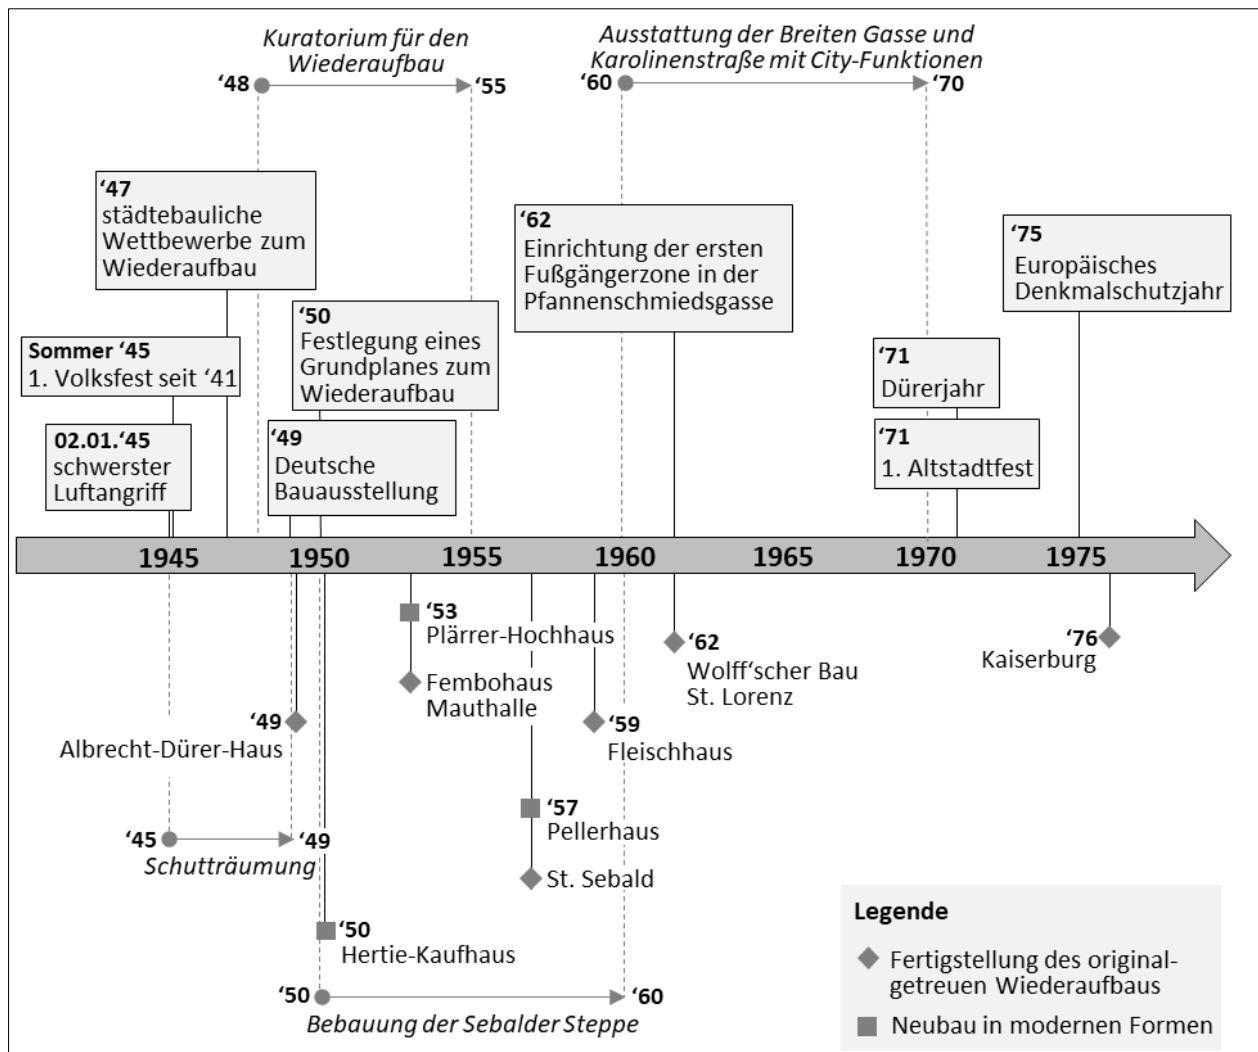 Kuratorium für den
Wiederaufbau
‘48
‘55
Ausstattung der Breiten Gasse und
Karolinenstraße mit City-Funktionen
‘60
‘70
‘47
städtebauliche
Wettbewerbe zum
Wiederaufbau
‘62
Einrichtung der ersten
Fußgängerzone in der
Pfannenschmiedsgasse
‘75
Europäisches
Denkmalschutzjahr
Sommer ‘45
1. Volksfest seit ‘41
‘50
Festlegung eines
Grundplanes zum
Wiederaufbau
‘71
Dürerjahr
02.01.‘45
schwerster
Luftangriff
‘49
Deutsche
Bauausstellung
‘71
1. Altstadtfest
1945 1950 1955 1960 1965 1970 1975
‘53
Plärrer-Hochhaus
Fembohaus
Mauthalle
‘62
Wolff‘scher Bau
St. Lorenz
‘76
Kaiserburg
‘49
Albrecht-Dürer-Haus
‘59
Fleischhaus
‘57
Pellerhaus
St. Sebald
‘45
‘49
Schutträumung
‘50
Hertie-Kaufhaus
‘50
‘60
Bebauung der Sebalder Steppe
Legende
Fertigstellung des original-
getreuen Wiederaufbaus
Neubau in modernen Formen